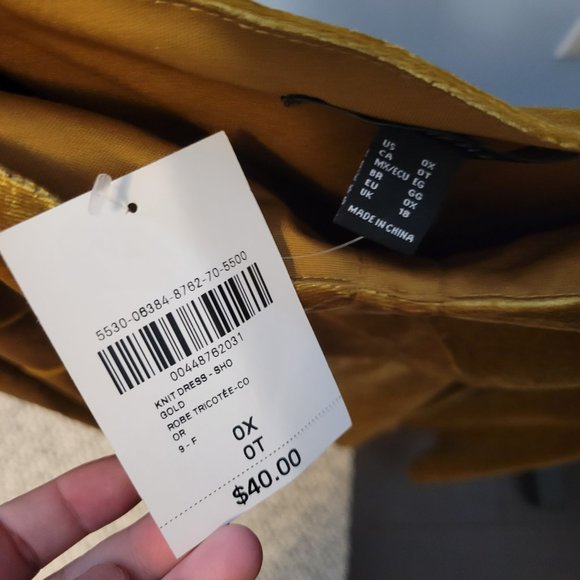 5530-06384-8762-70-5500
00448762031
KNIT DRESS - SHO
GOLD
ROBE TRICOTÉE-CO
OR
9 - F
0X
0T
$40.00
US 0X
CA 0T
MX/ECU EG
BR GG
EU 0X
UK 18
MADE IN CHINA